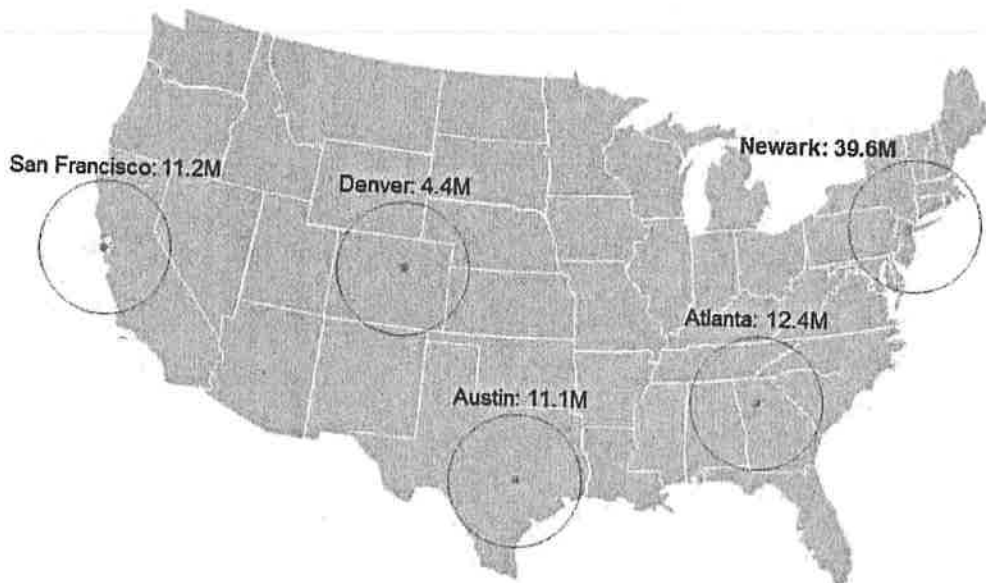 Newark: 39.6M
San Francisco: 11.2M
Denver: 4.4M
Atlanta: 12.4M
Austin: 11.1M